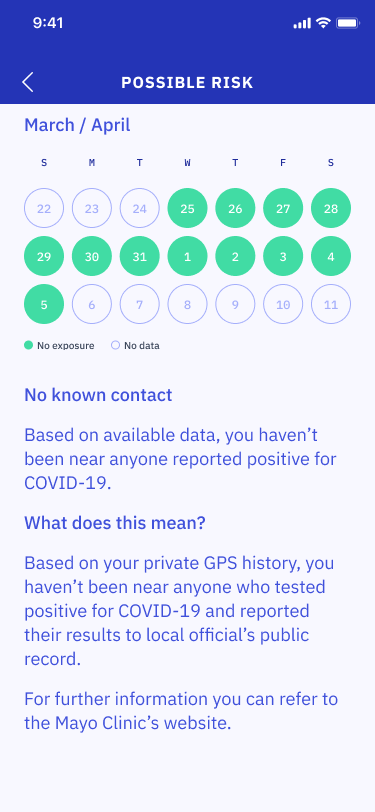 9:41
POSSIBLE RISK
March / April
S M T W T F S
22 23 24 25 26 27 28
29 30 31 1 2 3 4
5 6 7 8 9 10 11
No exposure No data
No known contact
Based on available data, you haven’t
been near anyone reported positive for
COVID-19.
What does this mean?
Based on your private GPS history, you
haven’t been near anyone who tested
positive for COVID-19 and reported
their results to local official’s public
record.
For further information you can refer to
the Mayo Clinic’s website.